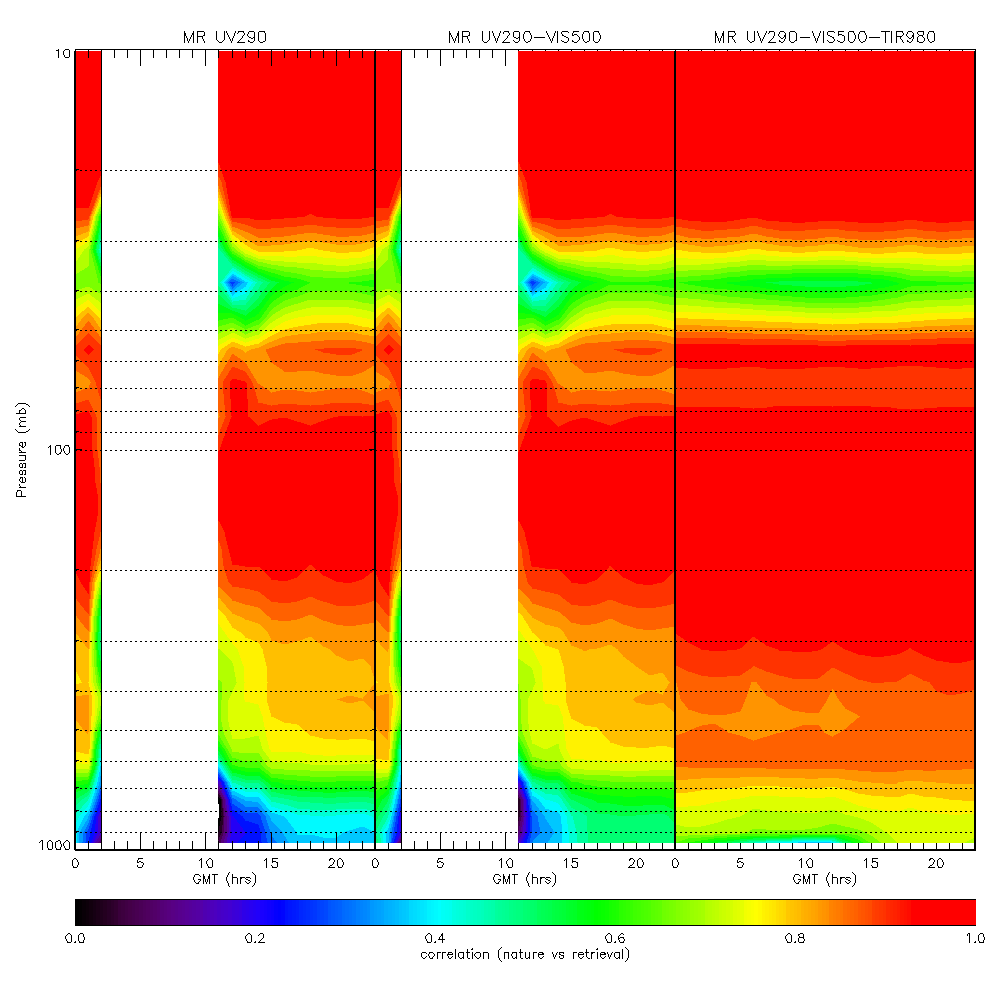 MR UV290 MR UV290-VIS500 MR UV290-VIS500-TIR980
10
100
1000
Pressure (mb)
0 5 10 15 20 0 5 10 15 20 0 5 10 15 20
GMT (hrs) GMT (hrs) GMT (hrs)
0.0 0.2 0.4 0.6 0.8 1.0
correlation (nature vs retrieval)